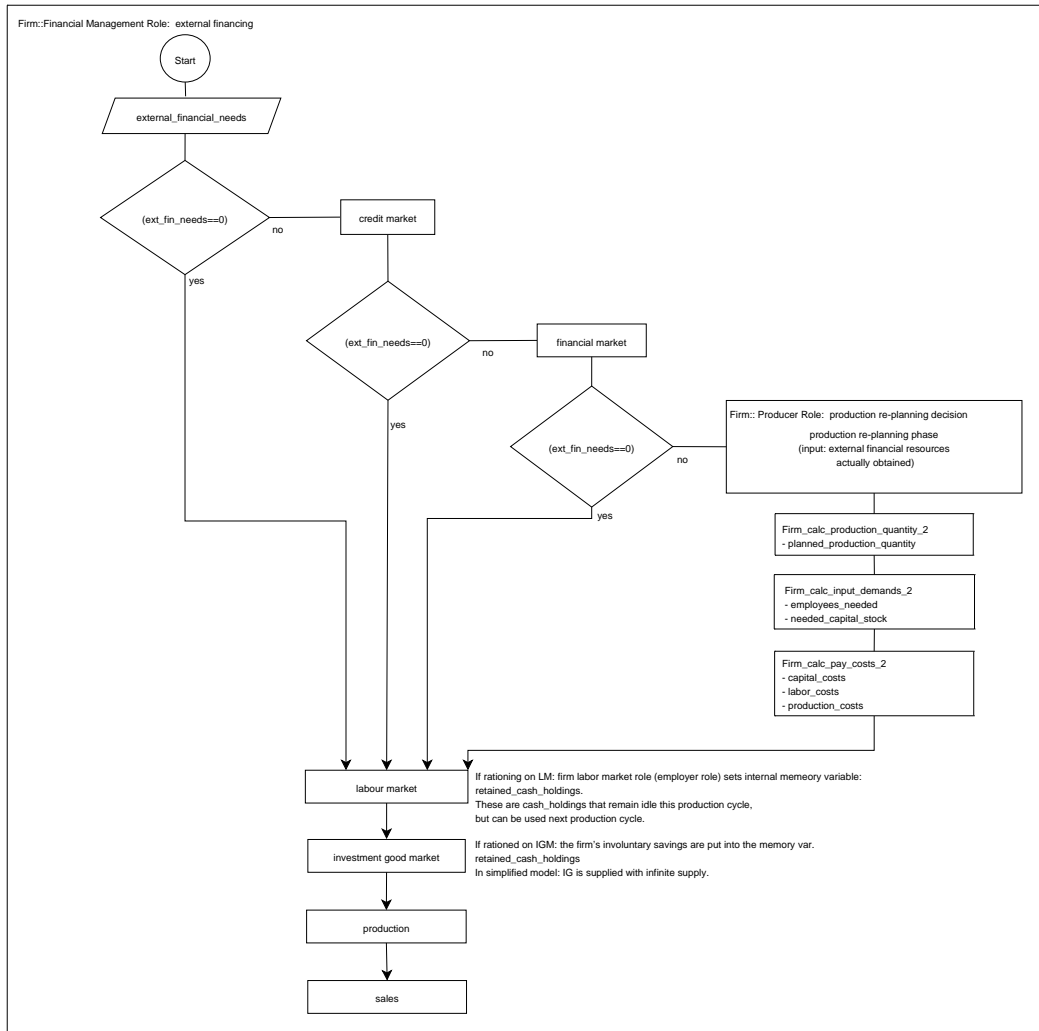 Firm::Financial Management Role:  external financing
Start
external_financial_needs
(ext_fin_needs==0)
no
credit market
yes
(ext_fin_needs==0)
no
financial market
yes
(ext_fin_needs==0)
no
yes
Firm:: Producer Role:  production re-planning decision
production re-planning phase
(input: external financial resources
actually obtained)
Firm_calc_production_quantity_2
- planned_production_quantity
Firm_calc_input_demands_2
- employees_needed
- needed_capital_stock
Firm_calc_pay_costs_2
- capital_costs
- labor_costs
- production_costs
labour market
If rationing on LM: firm labor market role (employer role) sets internal memeory variable:
retained_cash_holdings.
These are cash_holdings that remain idle this production cycle,
but can be used next production cycle.
investment good market
If rationed on IGM: the firm's involuntary savings are put into the memory var.
retained_cash_holdings
In simplified model: IG is supplied with infinite supply.
production
sales